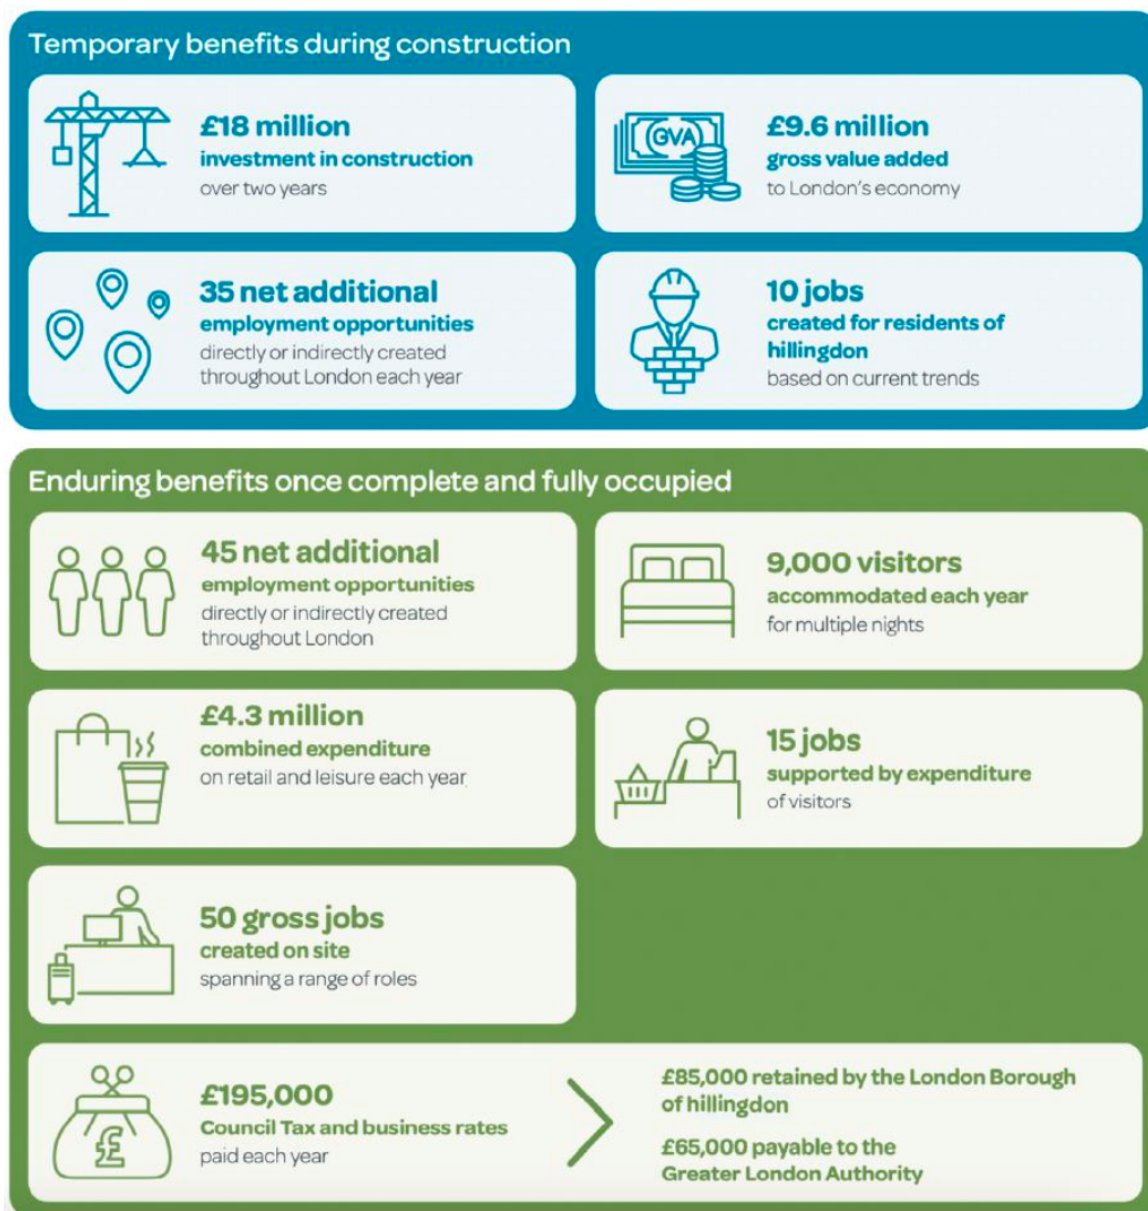 Temporary benefits during construction
£18 million
investment in construction
over two years
GVA
£9.6 million
gross value added
to London's economy
35 net additional
employment opportunities
directly or indirectly created
throughout London each year
10 jobs
created for residents of
hillingdon
based on current trends
Enduring benefits once complete and fully occupied
45 net additional
employment opportunities
directly or indirectly created
throughout London
9,000 visitors
accommodated each year
for multiple nights
£4.3 million
combined expenditure
on retail and leisure each year
15 jobs
supported by expenditure
of visitors
50 gross jobs
created on site
spanning a range of roles
£
£195,000
Council Tax and business rates
paid each year
£85,000 retained by the London Borough
of hillingdon
£65,000 payable to the
Greater London Authority